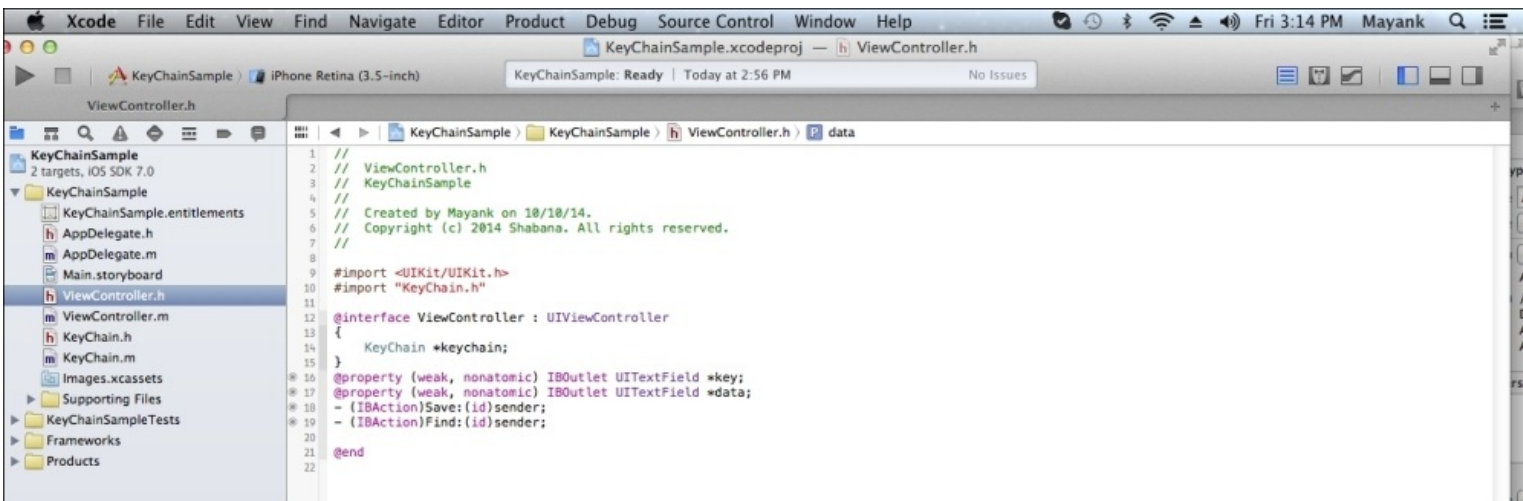 Xcode File Edit View Find Navigate Editor Product Debug Source Control Window Help Fri 3:14 PM Mayank
KeyChainSample.xcodeproj — h ViewController.h
KeyChainSample 〉 iPhone Retina (3.5-inch) KeyChainSample: Ready | Today at 2:56 PM No Issues
ViewController.h
KeyChainSample 〉 KeyChainSample 〉 h ViewController.h 〉 P data
KeyChainSample
2 targets, iOS SDK 7.0
KeyChainSample
KeyChainSample.entitlements
h AppDelegate.h
m AppDelegate.m
Main.storyboard
h ViewController.h
m ViewController.m
h KeyChain.h
m KeyChain.m
Images.xcassets
Supporting Files
KeyChainSampleTests
Frameworks
Products
1 //
2 // ViewController.h
3 // KeyChainSample
4 //
5 // Created by Mayank on 10/10/14.
6 // Copyright (c) 2014 Shabana. All rights reserved.
7 //
8
9 #import <UIKit/UIKit.h>
10 #import "KeyChain.h"
11
12 @interface ViewController : UIViewController
13 {
14 KeyChain *keychain;
15 }
16 @property (weak, nonatomic) IBOutlet UITextField *key;
17 @property (weak, nonatomic) IBOutlet UITextField *data;
18 - (IBAction)Save:(id)sender;
19 - (IBAction)Find:(id)sender;
20
21 @end
22